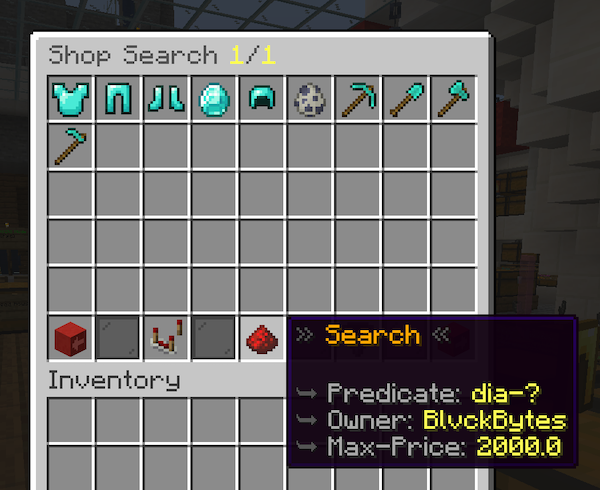 Shop Search 1/1
» Search «
Predicate: dia-?
Owner: BlvckBytes
Max-Price: 2000.0
Inventory